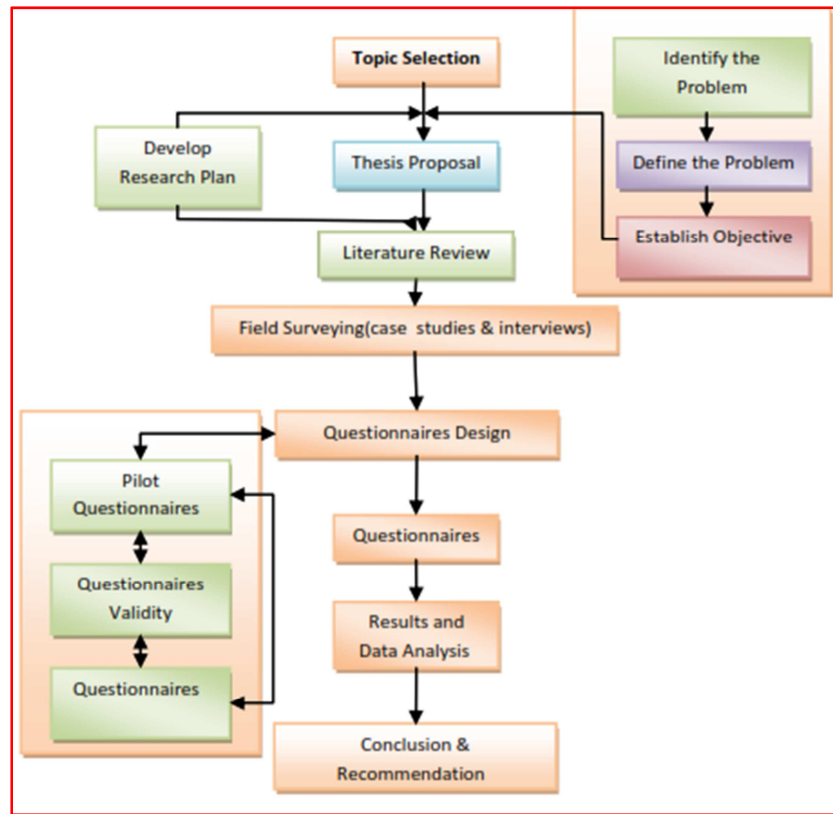 Topic Selection
Identify the
Problem
Develop
Research Plan
Thesis Proposal
Define the Problem
Establish Objective
Literature Review
Field Surveying(case studies & interviews)
Questionnaires Design
Pilot
Questionnaires
Questionnaires
Questionnaires
Validity
Results and
Data Analysis
Questionnaires
Conclusion &
Recommendation